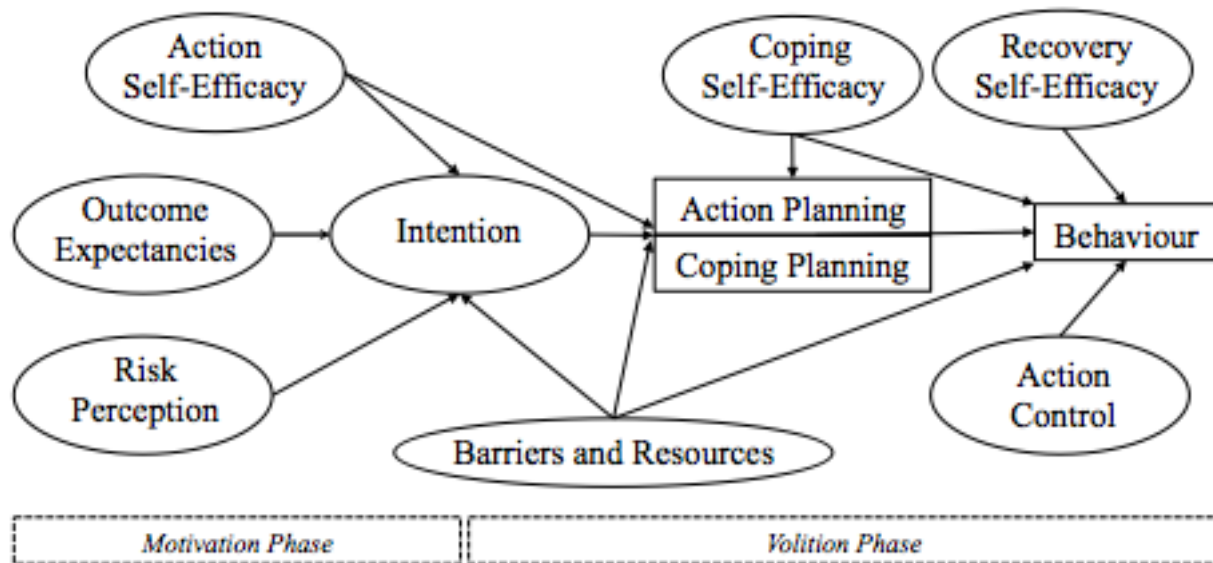 Action
Self-Efficacy
Coping
Self-Efficacy
Recovery
Self-Efficacy
Outcome
Expectancies
Intention
Action Planning
Coping Planning
Behaviour
Risk
Perception
Barriers and Resources
Action
Control
Motivation Phase
Volition Phase